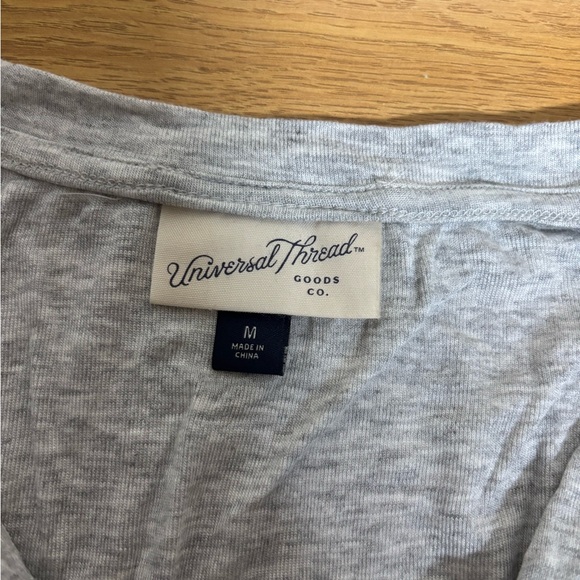 Universal Thread™
GOODS
CO.
M
MADE IN
CHINA